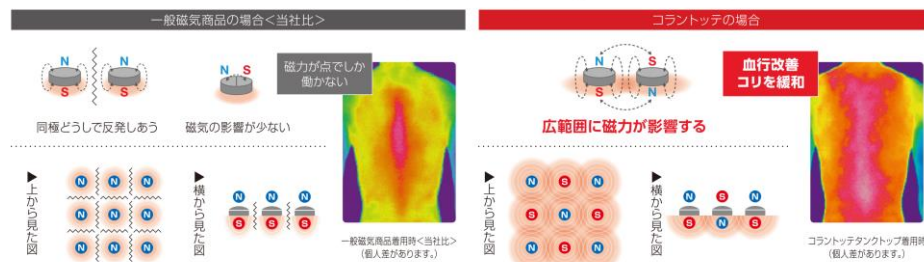 一般磁気商品の場合<当社比>
N
N
S
S
同極どうしで反発しあう
N
S
磁気の影響が少ない
磁力が点でしか
働かない
▶上から見た図
N
N
N
N
N
N
N
N
N
▶横から見た図
N
N
N
S
S
S
一般磁気商品着用時<当社比>
(個人差があります。)
コラントッテの場合
N
S
S
N
広範囲に磁力が影響する
血行改善
コリを緩和
▶上から見た図
N
S
N
S
N
S
N
S
N
▶横から見た図
N
S
N
S
N
S
コラントッテタンクトップ着用時
(個人差があります。)